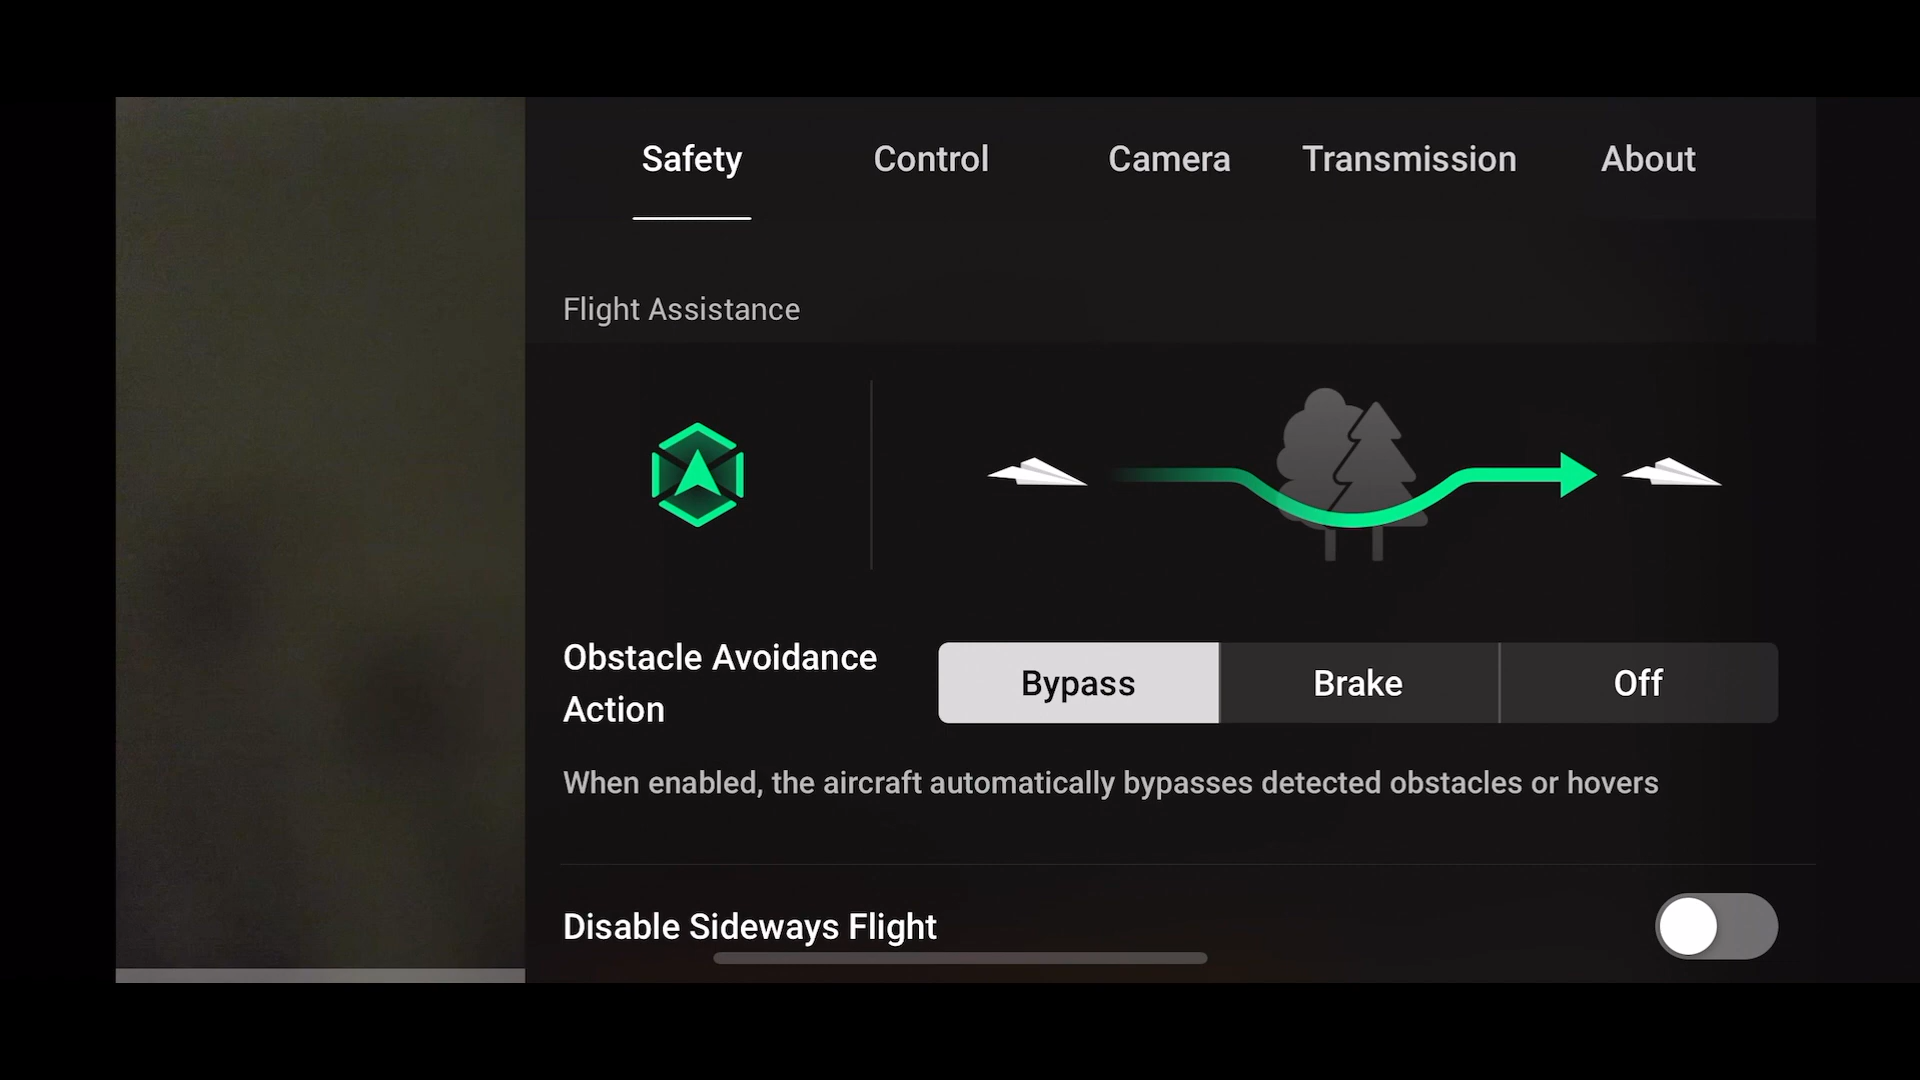 Safety Control Camera Transmission About
Flight Assistance
Obstacle Avoidance
Action
Bypass Brake Off
When enabled, the aircraft automatically bypasses detected obstacles or hovers
Disable Sideways Flight